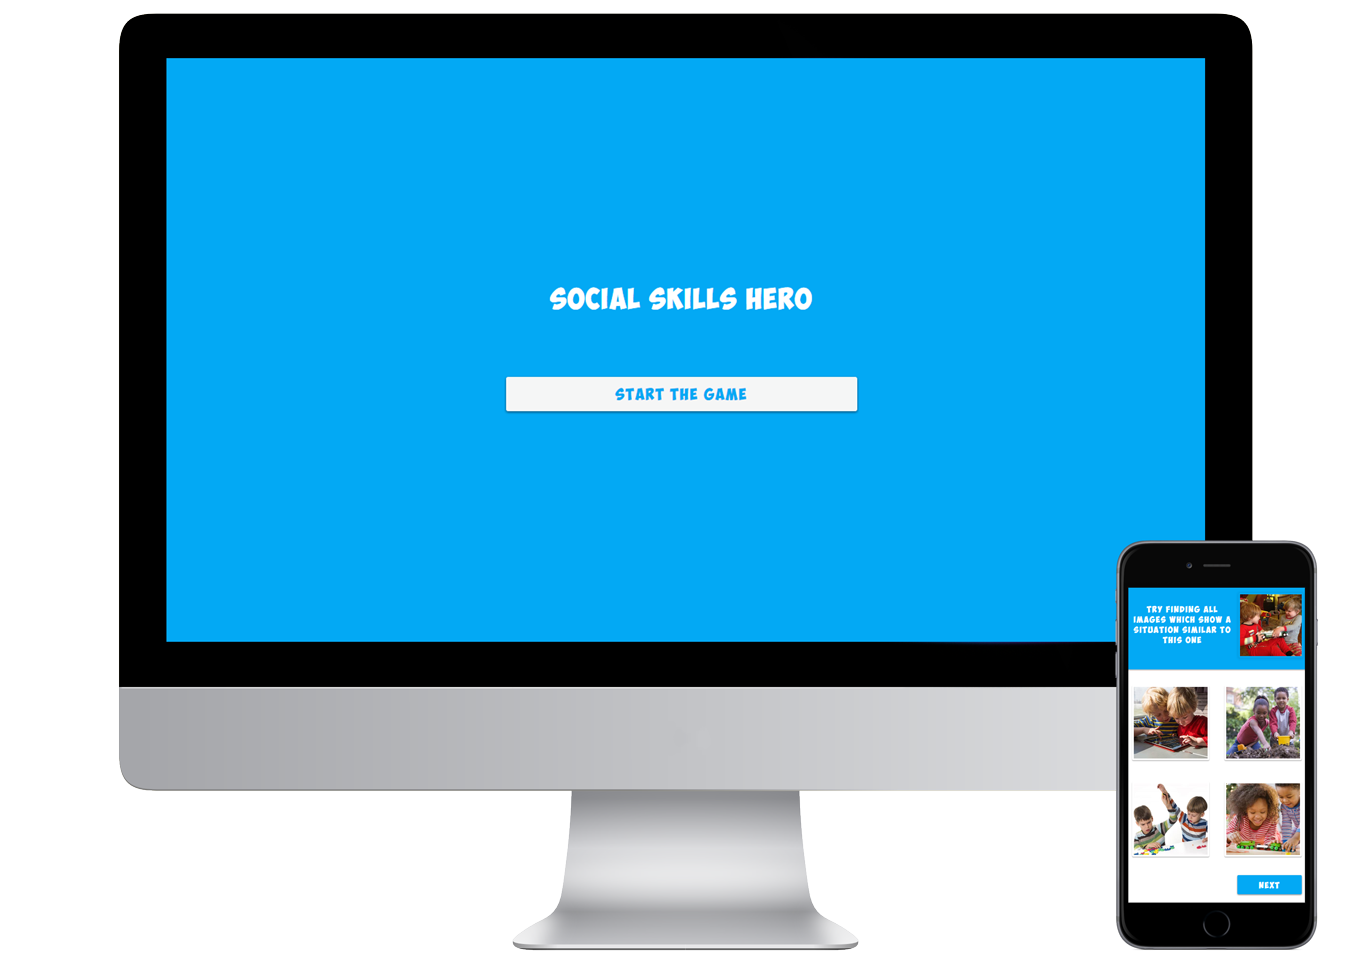 SOCIAL SKILLS HERO
START THE GAME
TRY FINDING ALL
IMAGES WHICH SHOW A
SITUATION SIMILAR TO
THIS ONE
NEXT